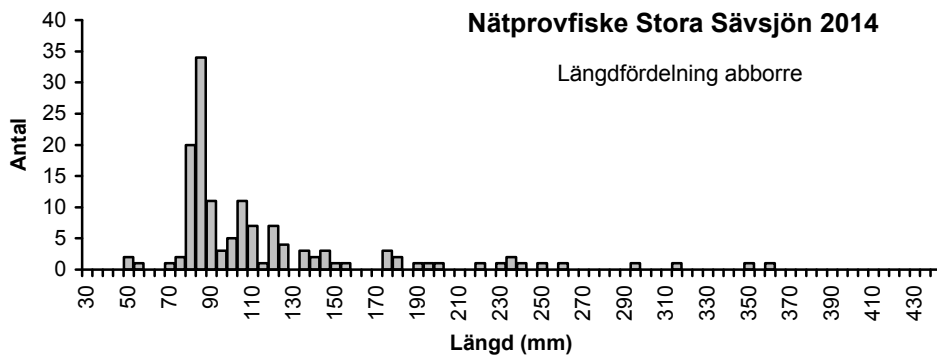 Nätprovfiske Stora Sävsjön 2014
Längdfördelning abborre
Antal
40
35
30
25
20
15
10
5
0
30 50 70 90 110 130 150 170 190 210 230 250 270 290 310 330 350 370 390 410 430
Längd (mm)